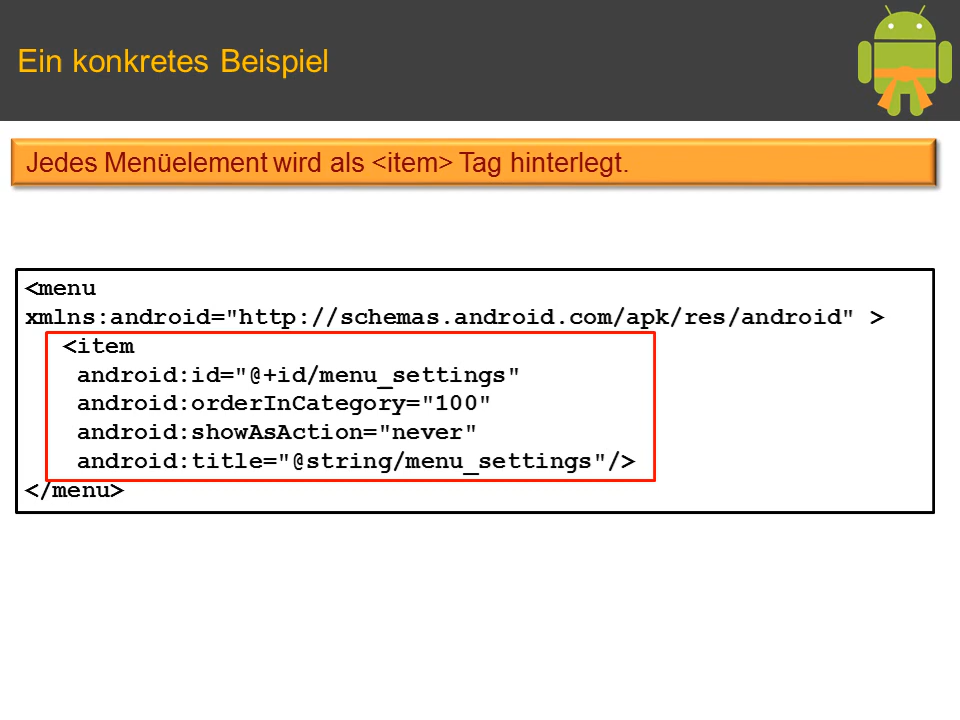 Ein konkretes Beispiel
Jedes Menüelement wird als <item> Tag hinterlegt.
<menu
xmlns:android="http://schemas.android.com/apk/res/android" >
<item
android:id="@+id/menu_settings"
android:orderInCategory="100"
android:showAsAction="never"
android:title="@string/menu_settings"/>
</menu>